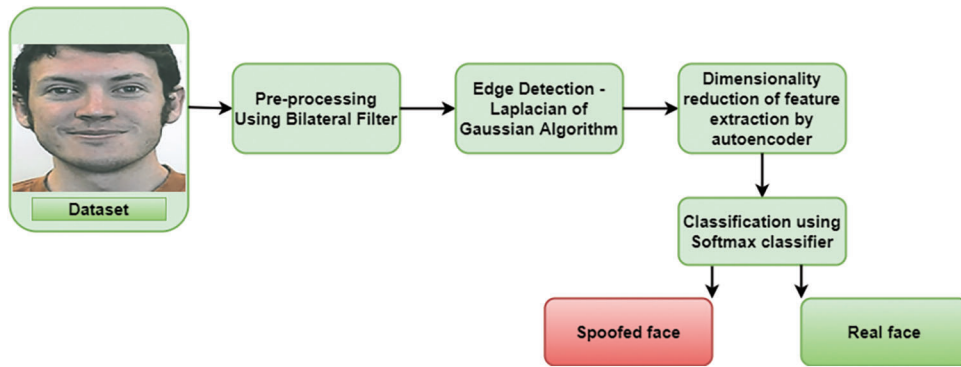 Dataset
Pre-processing
Using Bilateral Filter
Edge Detection -
Laplacian of
Gaussian Algorithm
Dimensionality
reduction of feature
extraction by
autoencoder
Classification using
Softmax classifier
Spoofed face
Real face